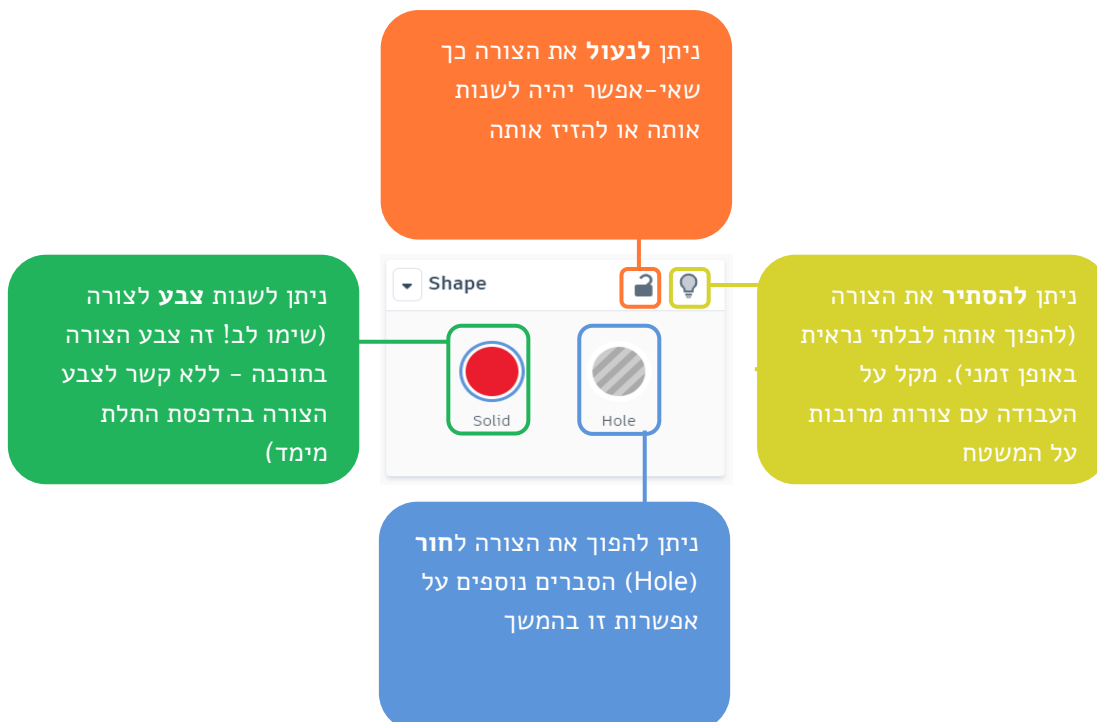 ניתן לנעול את הצורה כך
שאי-אפשר יהיה לשנות
אותה או להזיז אותה
Shape
ניתן להסתיר את הצורה
(להפוך אותה לבלתי נראית
באופן זמני). מקל על
העבודה עם צורות מרובות
על המשטח
ניתן לשנות צבע לצורה
(שימו לב! זה צבע הצורה
בתוכנה - ללא קשר לצבע
הצורה בהדפסת התלת
מימד)
Solid
Hole
ניתן להפוך את הצורה לחור
(Hole) הסברים נוספים על
אפשרות זו בהמשך